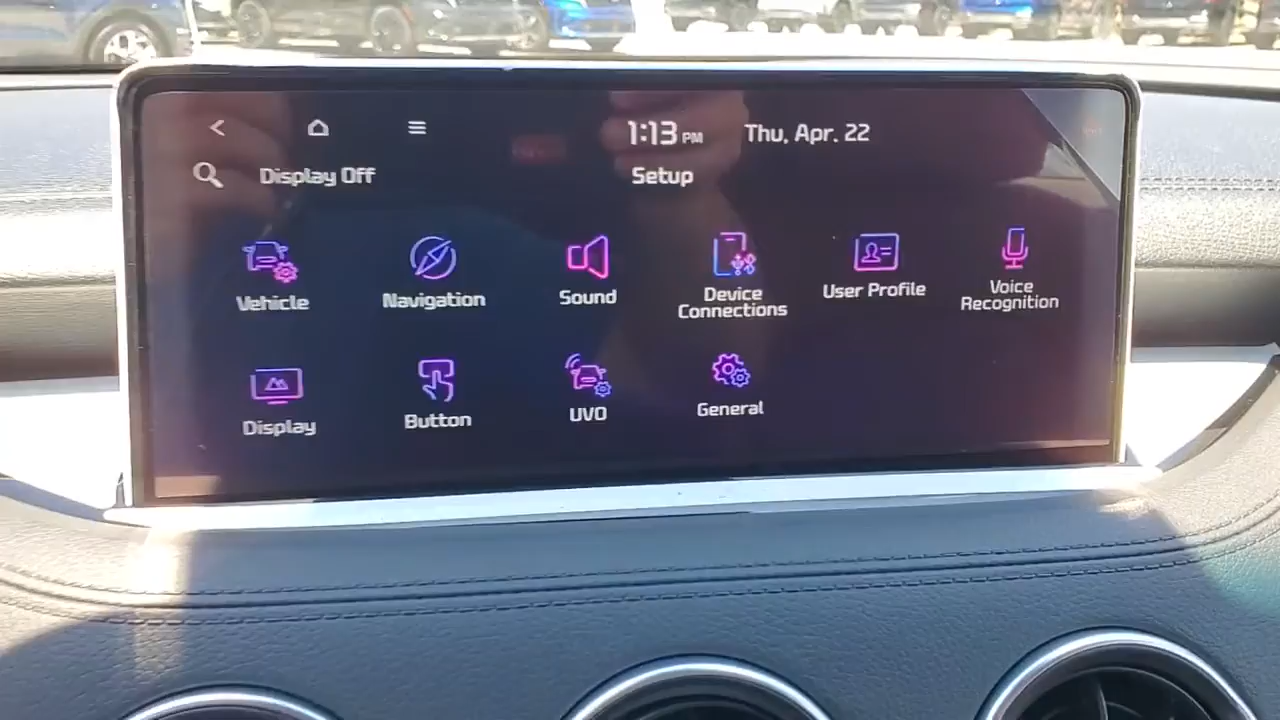 1:13 PM Thu, Apr. 22
Display Off
Setup
Vehicle
Navigation
Sound
Device
Connections
User Profile
Voice
Recognition
Display
Button
UVO
General